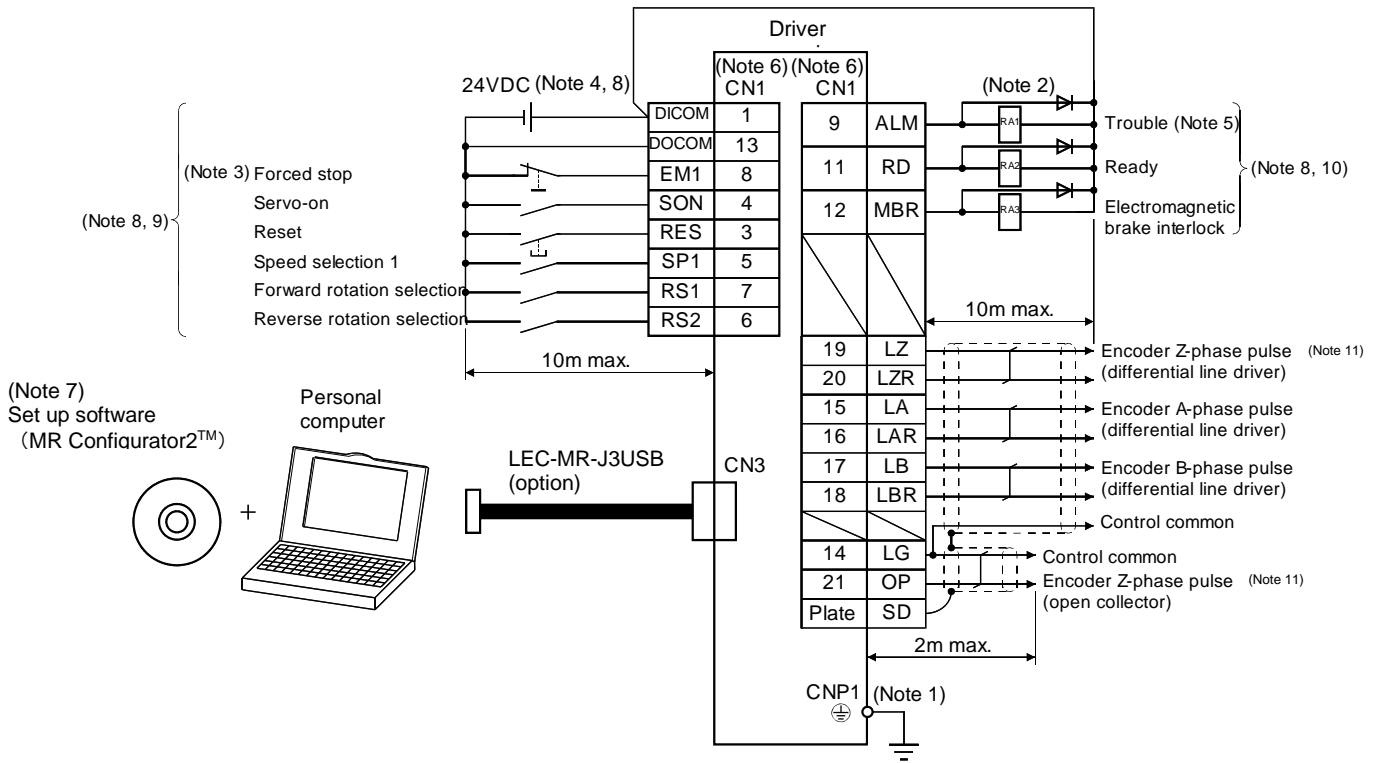 Driver
(Note 6) (Note 6)
CN1 CN1
24VDC (Note 4, 8)
(Note 2)
DICOM 1
DOCOM 13
(Note 3) Forced stop EM1 8
Servo-on SON 4
Reset RES 3
Speed selection 1 SP1 5
Forward rotation selection RS1 7
Reverse rotation selection RS2 6
(Note 8, 9)
10m max.
9 ALM RA1 Trouble (Note 5)
11 RD RA2 Ready
12 MBR RA3 Electromagnetic
brake interlock
(Note 8, 10)
10m max.
19 LZ Encoder Z-phase pulse (Note 11)
20 LZR (differential line driver)
15 LA Encoder A-phase pulse
16 LAR (differential line driver)
17 LB Encoder B-phase pulse
18 LBR (differential line driver)
Control common
14 LG Control common
21 OP Encoder Z-phase pulse (Note 11)
(open collector)
Plate SD
2m max.
(Note 7)
Set up software
（MR Configurator2TM）
+
Personal
computer
LEC-MR-J3USB
(option)
CN3
CNP1 (Note 1)